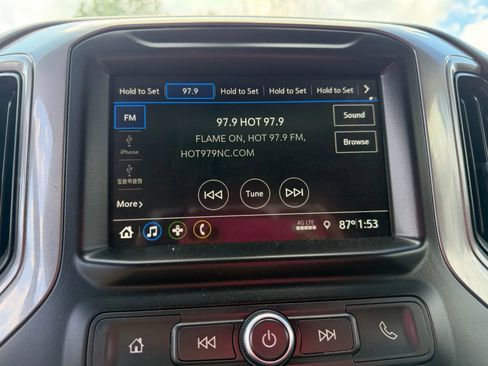 Hold to Set 97.9 Hold to Set Hold to Set Hold to Set >
FM
97.9 HOT 97.9
Sound
FLAME ON, HOT 97.9 FM,
HOT979NC.COM
Browse
iPhone
Tune
More >
4G LTE
87° 1:53